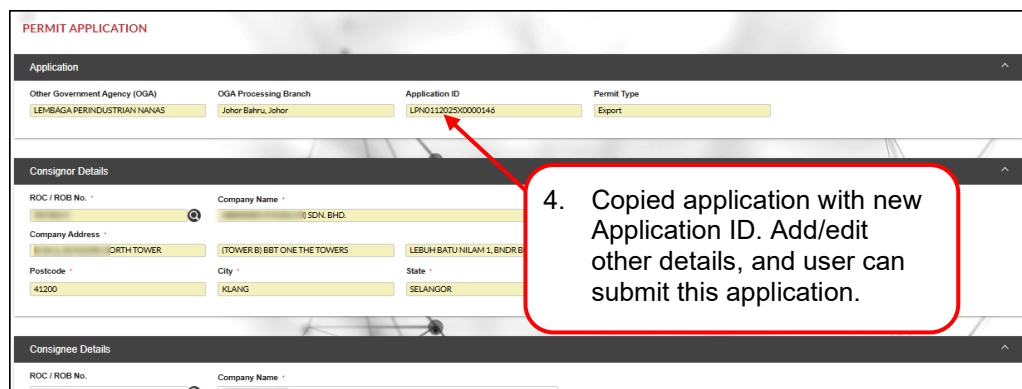 PERMIT APPLICATION
Application
Other Government Agency (OGA) OGA Processing Branch Application ID Permit Type
LEMBAGA PERINDUSTRIAN NANAS Johor Bahru, Johor LPN0112025X0000146 Export
Consignor Details
ROC / ROB No. * Company Name *
SDN. BHD.
Company Address *
ORTH TOWER (TOWER B) BBT ONE THE TOWERS LEBUH BATU NILAM 1, BNDR B
Postcode * City * State *
41200 KLANG SELANGOR
4. Copied application with new
Application ID. Add/edit
other details, and user can
submit this application.
Consignee Details
ROC / ROB No. Company Name *